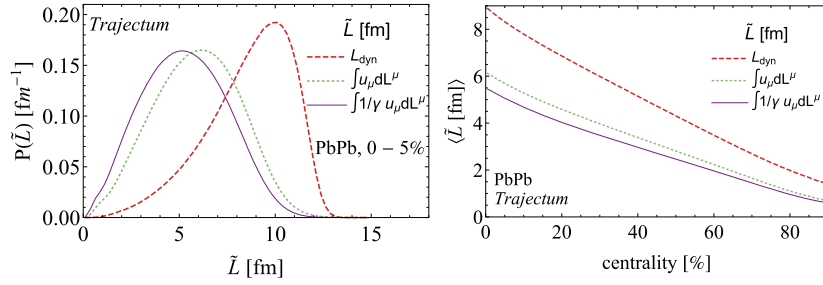 Trajectum
L̃ [fm]
L_dyn
∫u_μdL^μ
∫1/γ u_μdL^μ
PbPb, 0 − 5%
P(L̃) [fm⁻¹]
0.20
0.15
0.10
0.05
0.00
0 5 10 15
L̃ [fm]
L̃ [fm]
L_dyn
∫u_μdL^μ
∫1/γ u_μdL^μ
PbPb
Trajectum
⟨L̃ [fm]⟩
8
6
4
2
0
0 20 40 60 80
centrality [%]